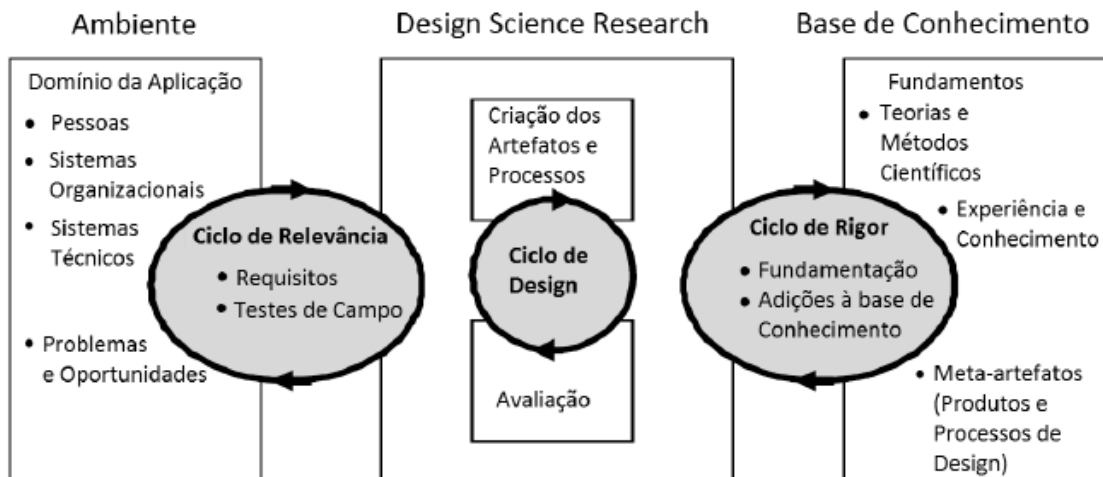 Ambiente
Domínio da Aplicação
• Pessoas
• Sistemas
Organizacionais
• Sistemas
Técnicos
• Problemas
e Oportunidades
Ciclo de Relevância
• Requisitos
• Testes de Campo
Design Science Research
Criação dos
Artefatos e
Processos
Ciclo de
Design
Avaliação
Base de Conhecimento
Fundamentos
• Teorias e
Métodos
Científicos
• Experiência e
Conhecimento
Ciclo de Rigor
• Fundamentação
• Adições à base de
Conhecimento
• Meta-artefatos
(Produtos e
Processos de
Design)